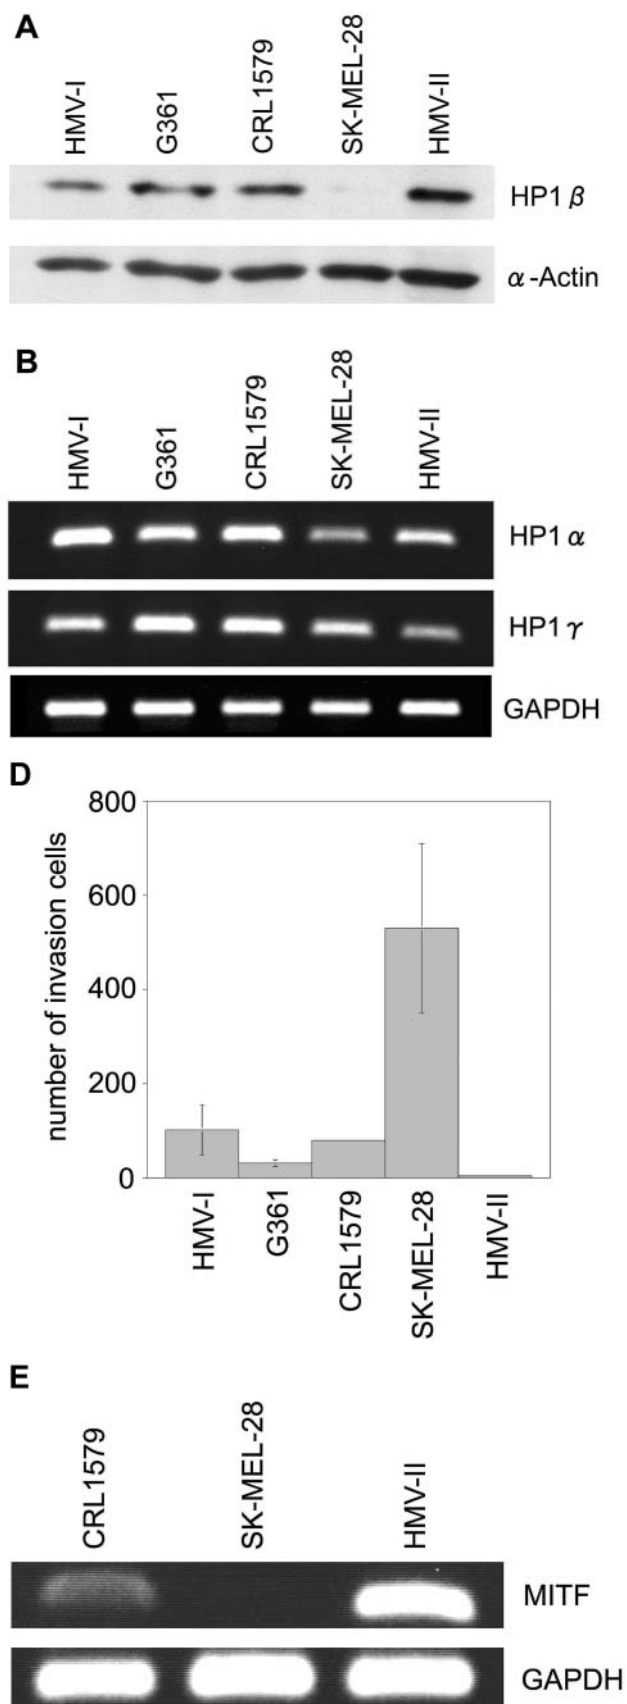 A
HMV-I G361 CRL1579 SK-MEL-28 HMV-II
HP1 β
α-Actin
B
HMV-I G361 CRL1579 SK-MEL-28 HMV-II
HP1 α
HP1 γ
GAPDH
D
number of invasion cells
800
600
400
200
0
HMV-I G361 CRL1579 SK-MEL-28 HMV-II
E
CRL1579 SK-MEL-28 HMV-II
MITF
GAPDH